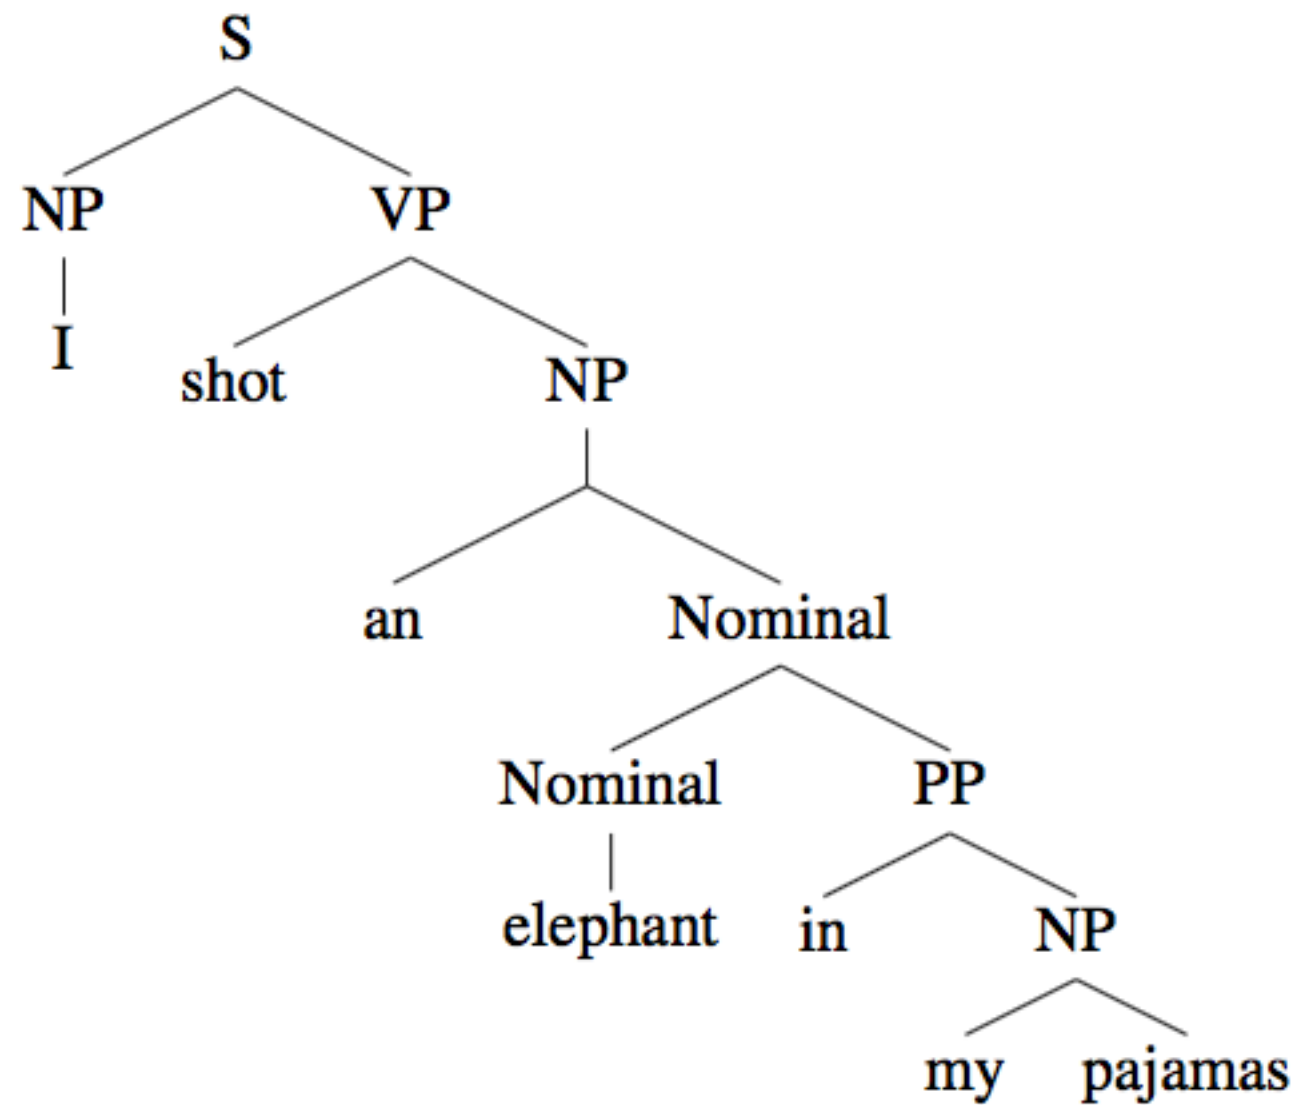 S
NP VP
I
shot NP
an Nominal
Nominal PP
elephant in NP
my pajamas